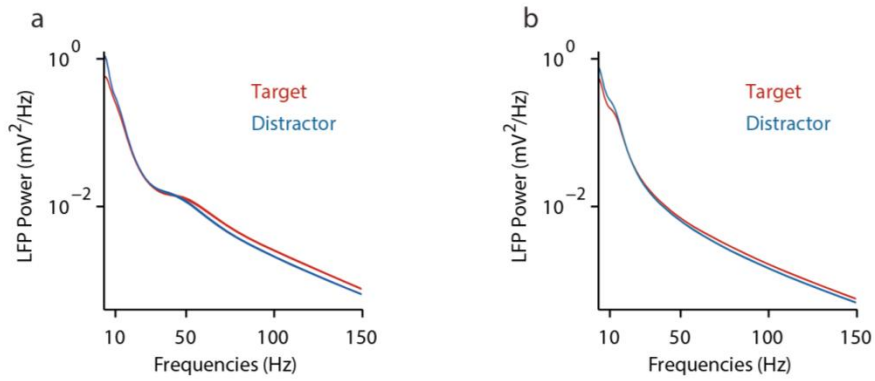 a
10⁰
10⁻²
LFP Power (mV²/Hz)
Target
Distractor
10 50 100 150
Frequencies (Hz)
b
10⁰
10⁻²
LFP Power (mV²/Hz)
Target
Distractor
10 50 100 150
Frequencies (Hz)